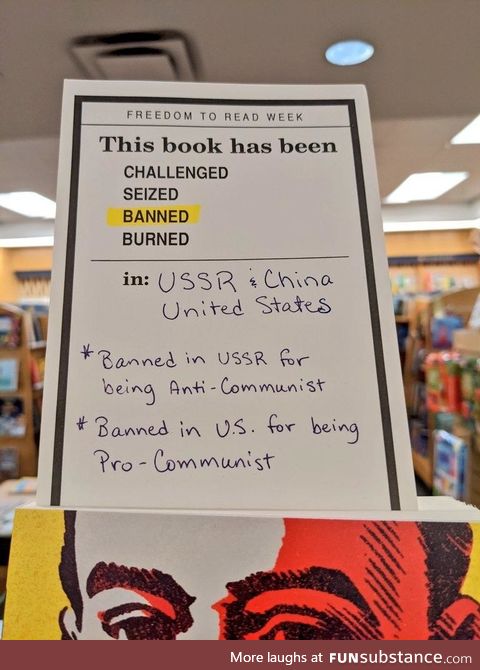 FREEDOM TO READ WEEK
This book has been
CHALLENGED
SEIZED
BANNED
BURNED
in: USSR & China
United States
* Banned in USSR for
being Anti-Communist
* Banned in U.S. for being
Pro-Communist
More laughs at FUNsubstance.com